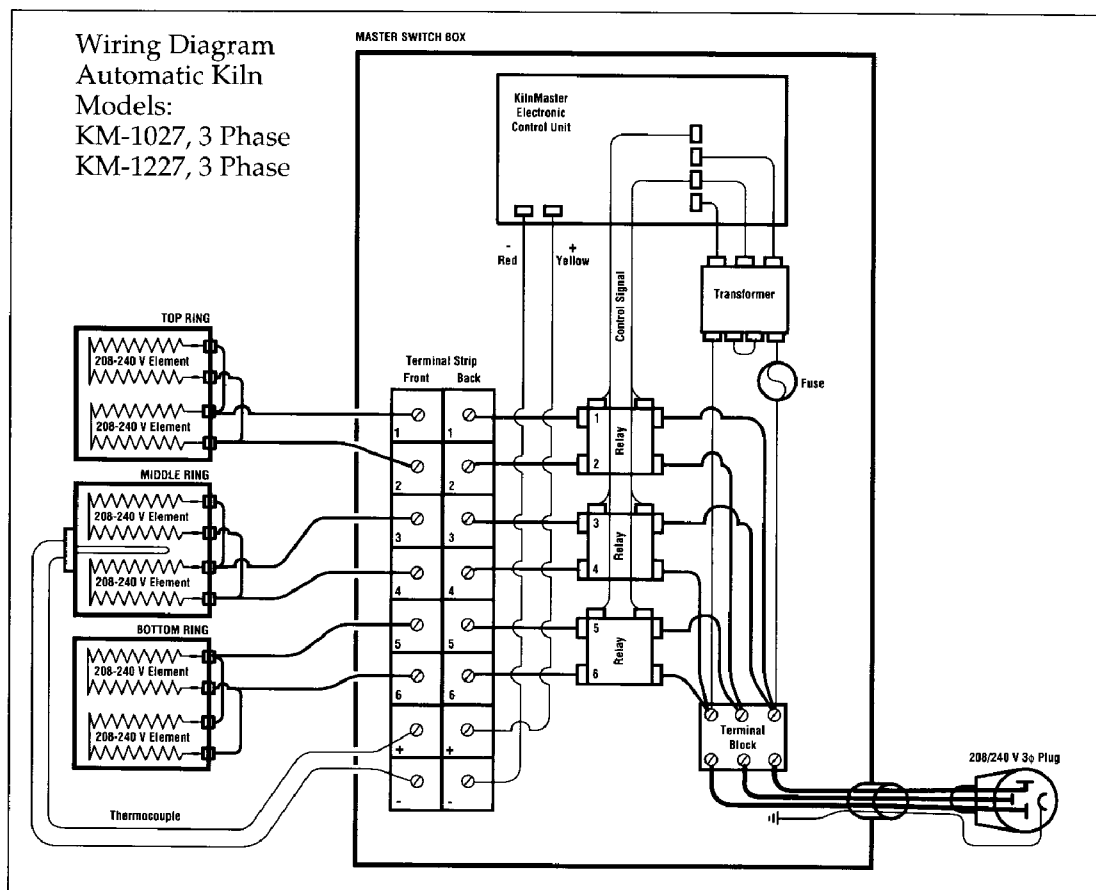 Wiring Diagram
Automatic Kiln
Models:
KM-1027, 3 Phase
KM-1227, 3 Phase
MASTER SWITCH BOX
KilnMaster
Electronic
Control Unit
-
Red
+
Yellow
Control Signal
Transformer
Fuse
TOP RING
208-240 V Element
208-240 V Element
MIDDLE RING
208-240 V Element
208-240 V Element
BOTTOM RING
208-240 V Element
208-240 V Element
Thermocouple
Terminal Strip
Front Back
1 1
2 2
3 3
4 4
5 5
6 6
+ +
- -
1
2
Relay
3
4
Relay
5
6
Relay
Terminal
Block
208/240 V 3ϕ Plug